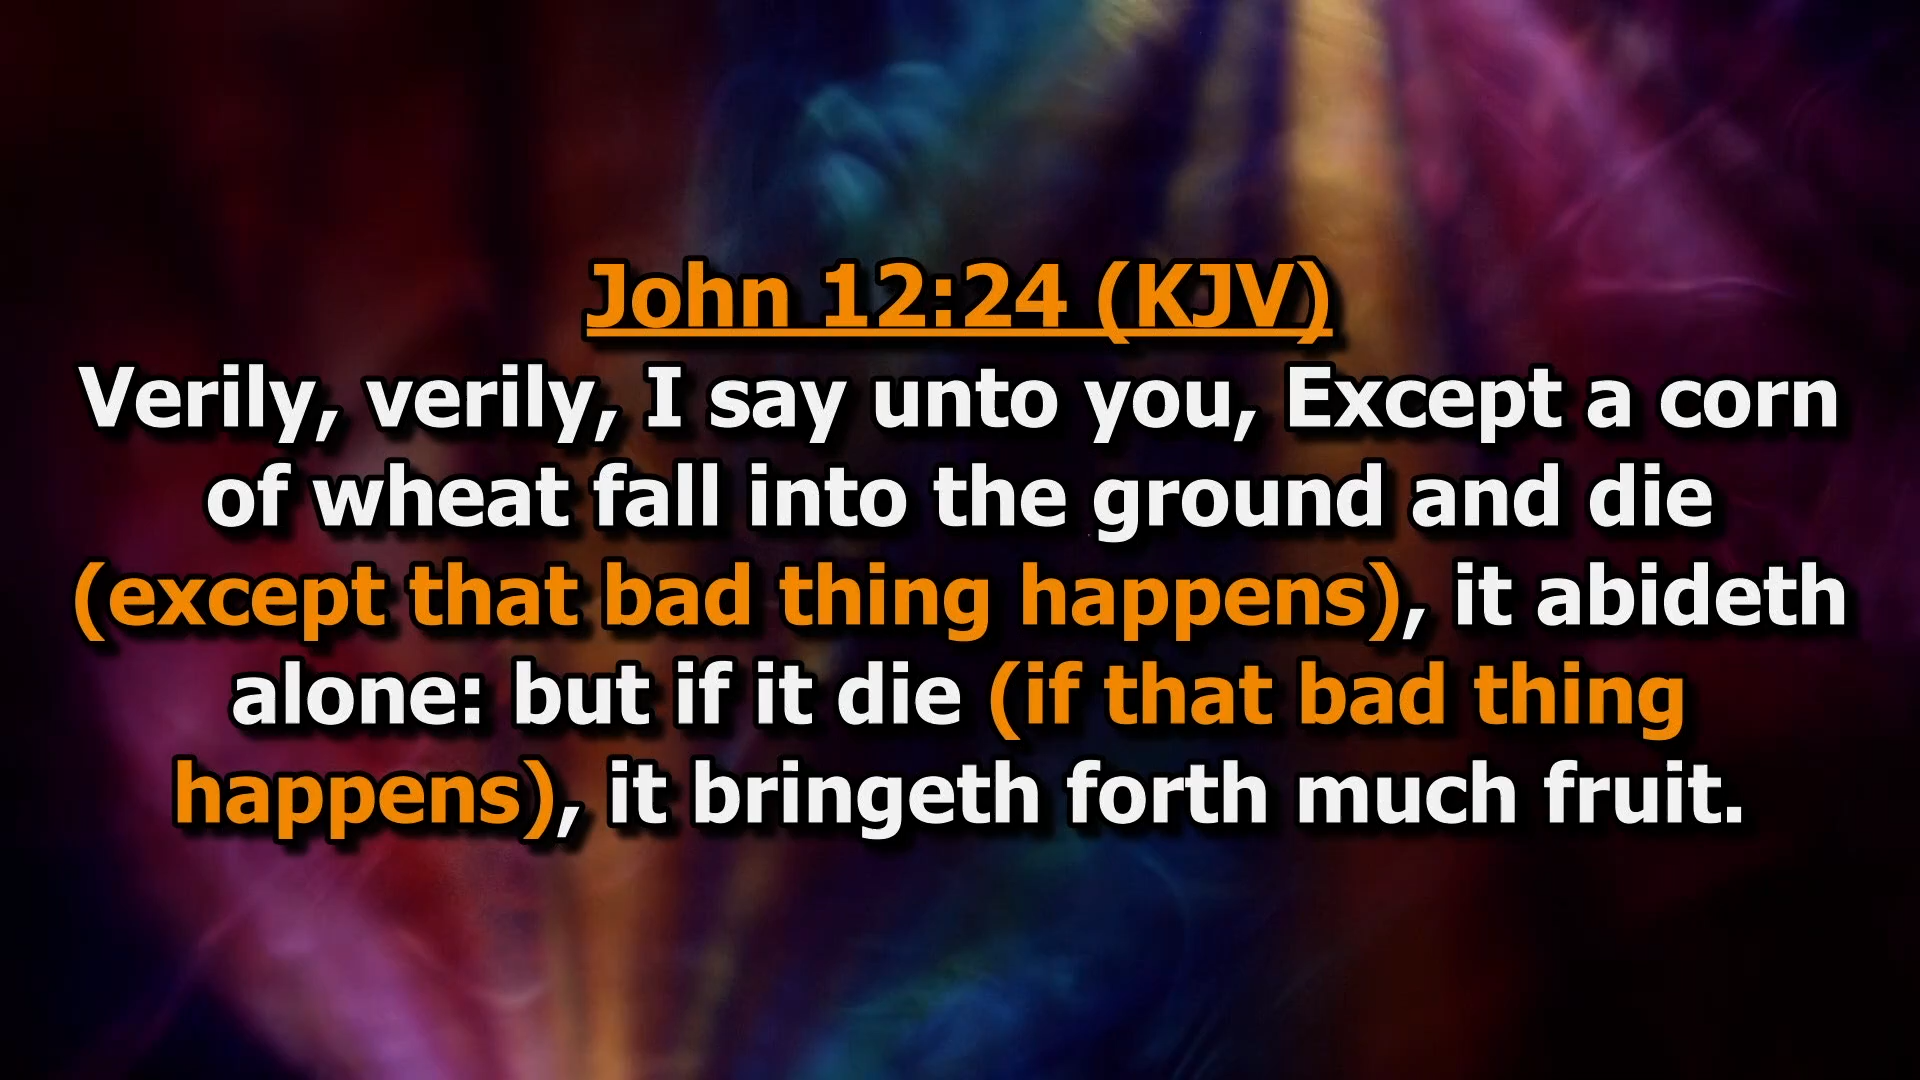 John 12:24 (KJV)
Verily, verily, I say unto you, Except a corn
of wheat fall into the ground and die
(except that bad thing happens), it abideth
alone: but if it die (if that bad thing
happens), it bringeth forth much fruit.